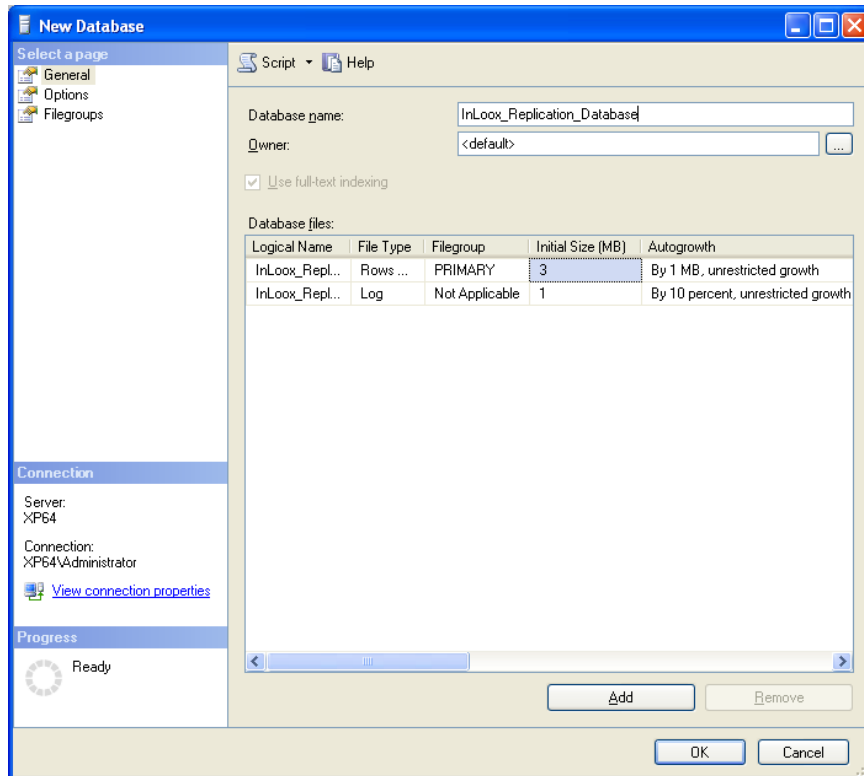 New Database
Select a page
General
Options
Filegroups
Script Help
Database name: InLoox_Replication_Database
Owner: <default>
...
Use full-text indexing
Database files:
Logical Name File Type Filegroup Initial Size (MB) Autogrowth
InLoox_Repl... Rows ... PRIMARY 3 By 1 MB, unrestricted growth
InLoox_Repl... Log Not Applicable 1 By 10 percent, unrestricted growth
Connection
Server:
XP64
Connection:
XP64\Administrator
View connection properties
Progress
Ready
Add Remove
OK Cancel